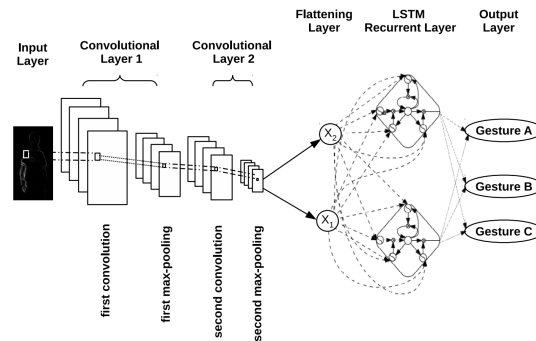 Flattening
Layer
LSTM
Recurrent Layer
Output
Layer
Input
Layer
Convolutional
Layer 1
Convolutional
Layer 2
X2
X1
Gesture A
Gesture B
Gesture C
first convolution
first max-pooling
second convolution
second max-pooling